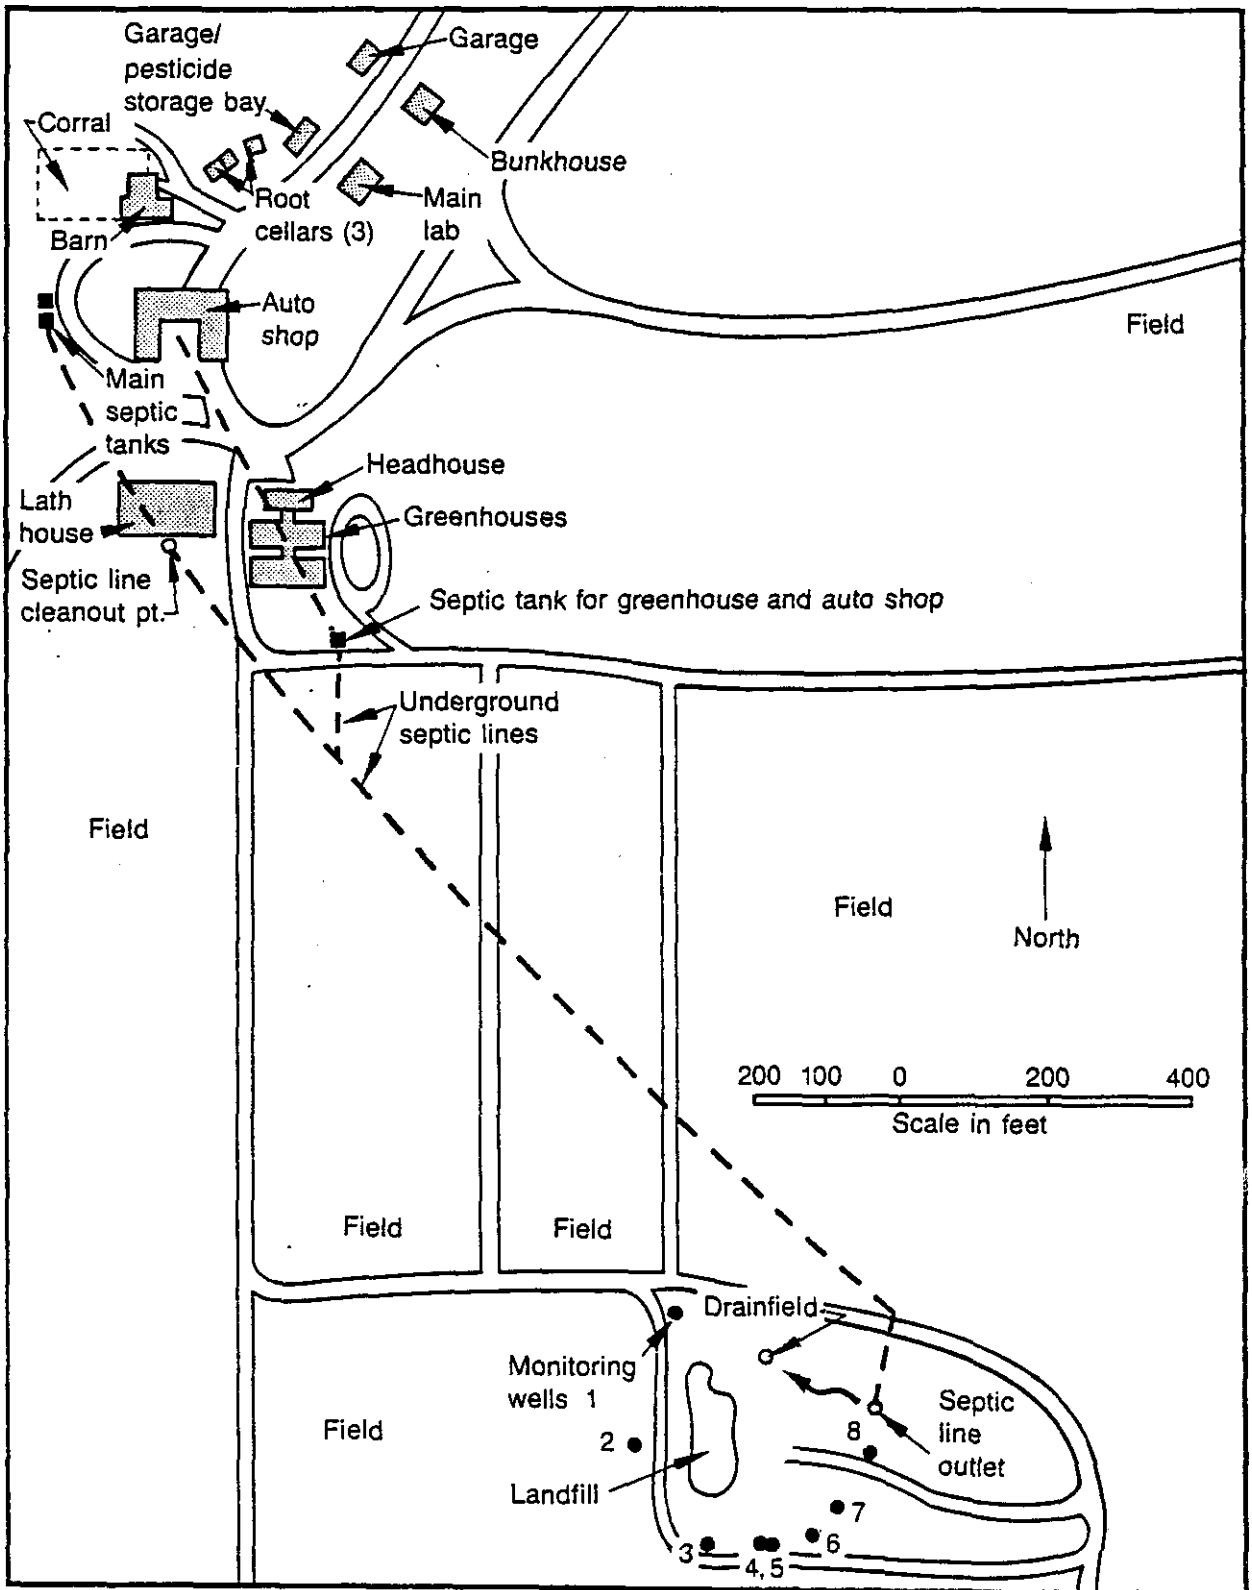 Garage/
pesticide
storage bay
Garage
Corral
Bunkhouse
Root
cellars (3)
Main
lab
Barn
Auto
shop
Field
Main
septic
tanks
Headhouse
Lath
house
Greenhouses
Septic line
cleanout pt.
Septic tank for greenhouse and auto shop
Underground
septic lines
Field
Field
North
200 100 0 200 400
Scale in feet
Field
Field
Drainfield
Monitoring
wells 1
Field
2
Septic
line
outlet
8
Landfill
7
6
3
4, 5